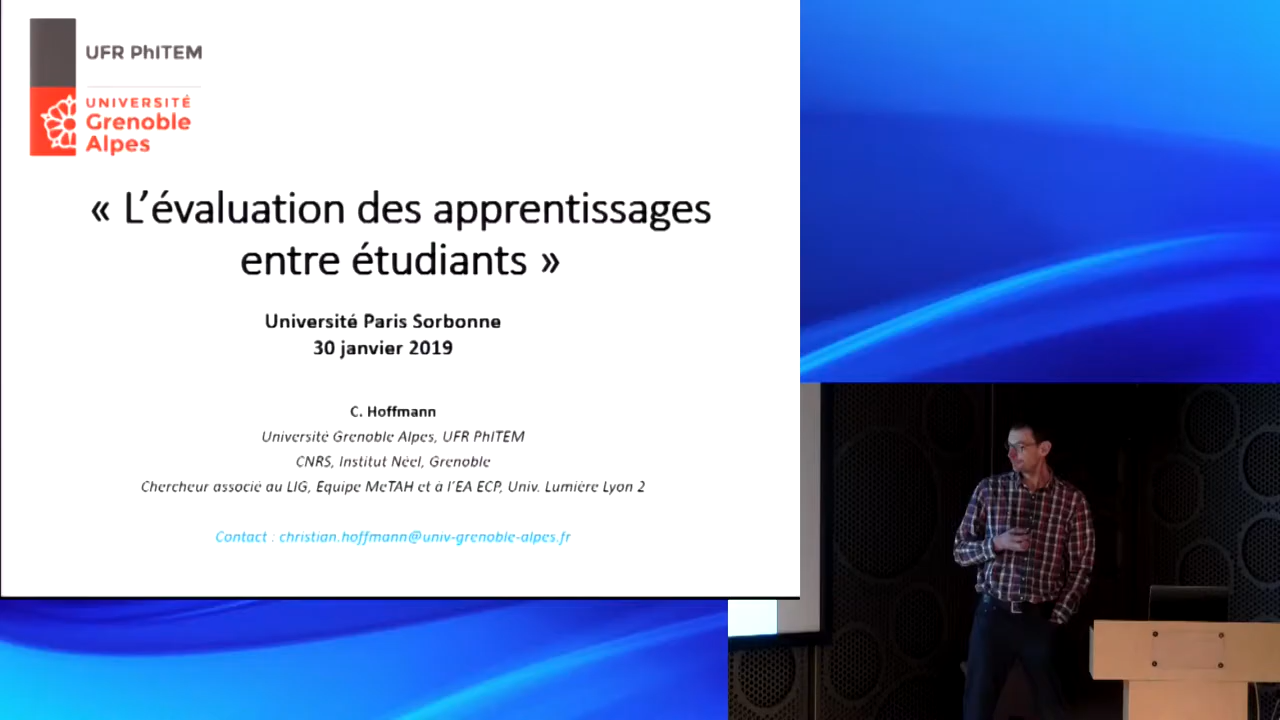 UFR PhITEM
UNIVERSITÉ
Grenoble
Alpes
« L’évaluation des apprentissages
entre étudiants »
Université Paris Sorbonne
30 janvier 2019
C. Hoffmann
Université Grenoble Alpes, UFR PhITEM
CNRS, Institut Néel, Grenoble
Chercheur associé au LIG, Equipe MeTAH et à l’EA ECP, Univ. Lumière Lyon 2
Contact : christian.hoffmann@univ-grenoble-alpes.fr